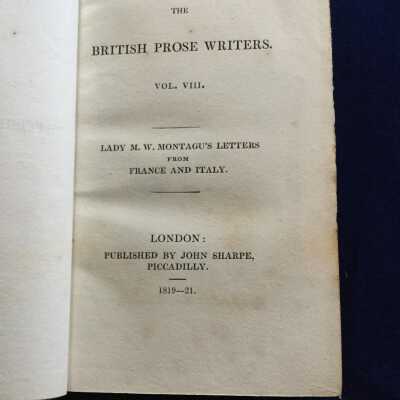 THE
BRITISH PROSE WRITERS.
VOL. VIII.
LADY M. W. MONTAGU'S LETTERS
FROM
FRANCE AND ITALY.
LONDON:
PUBLISHED BY JOHN SHARPE,
PICCADILLY.
1819—21.